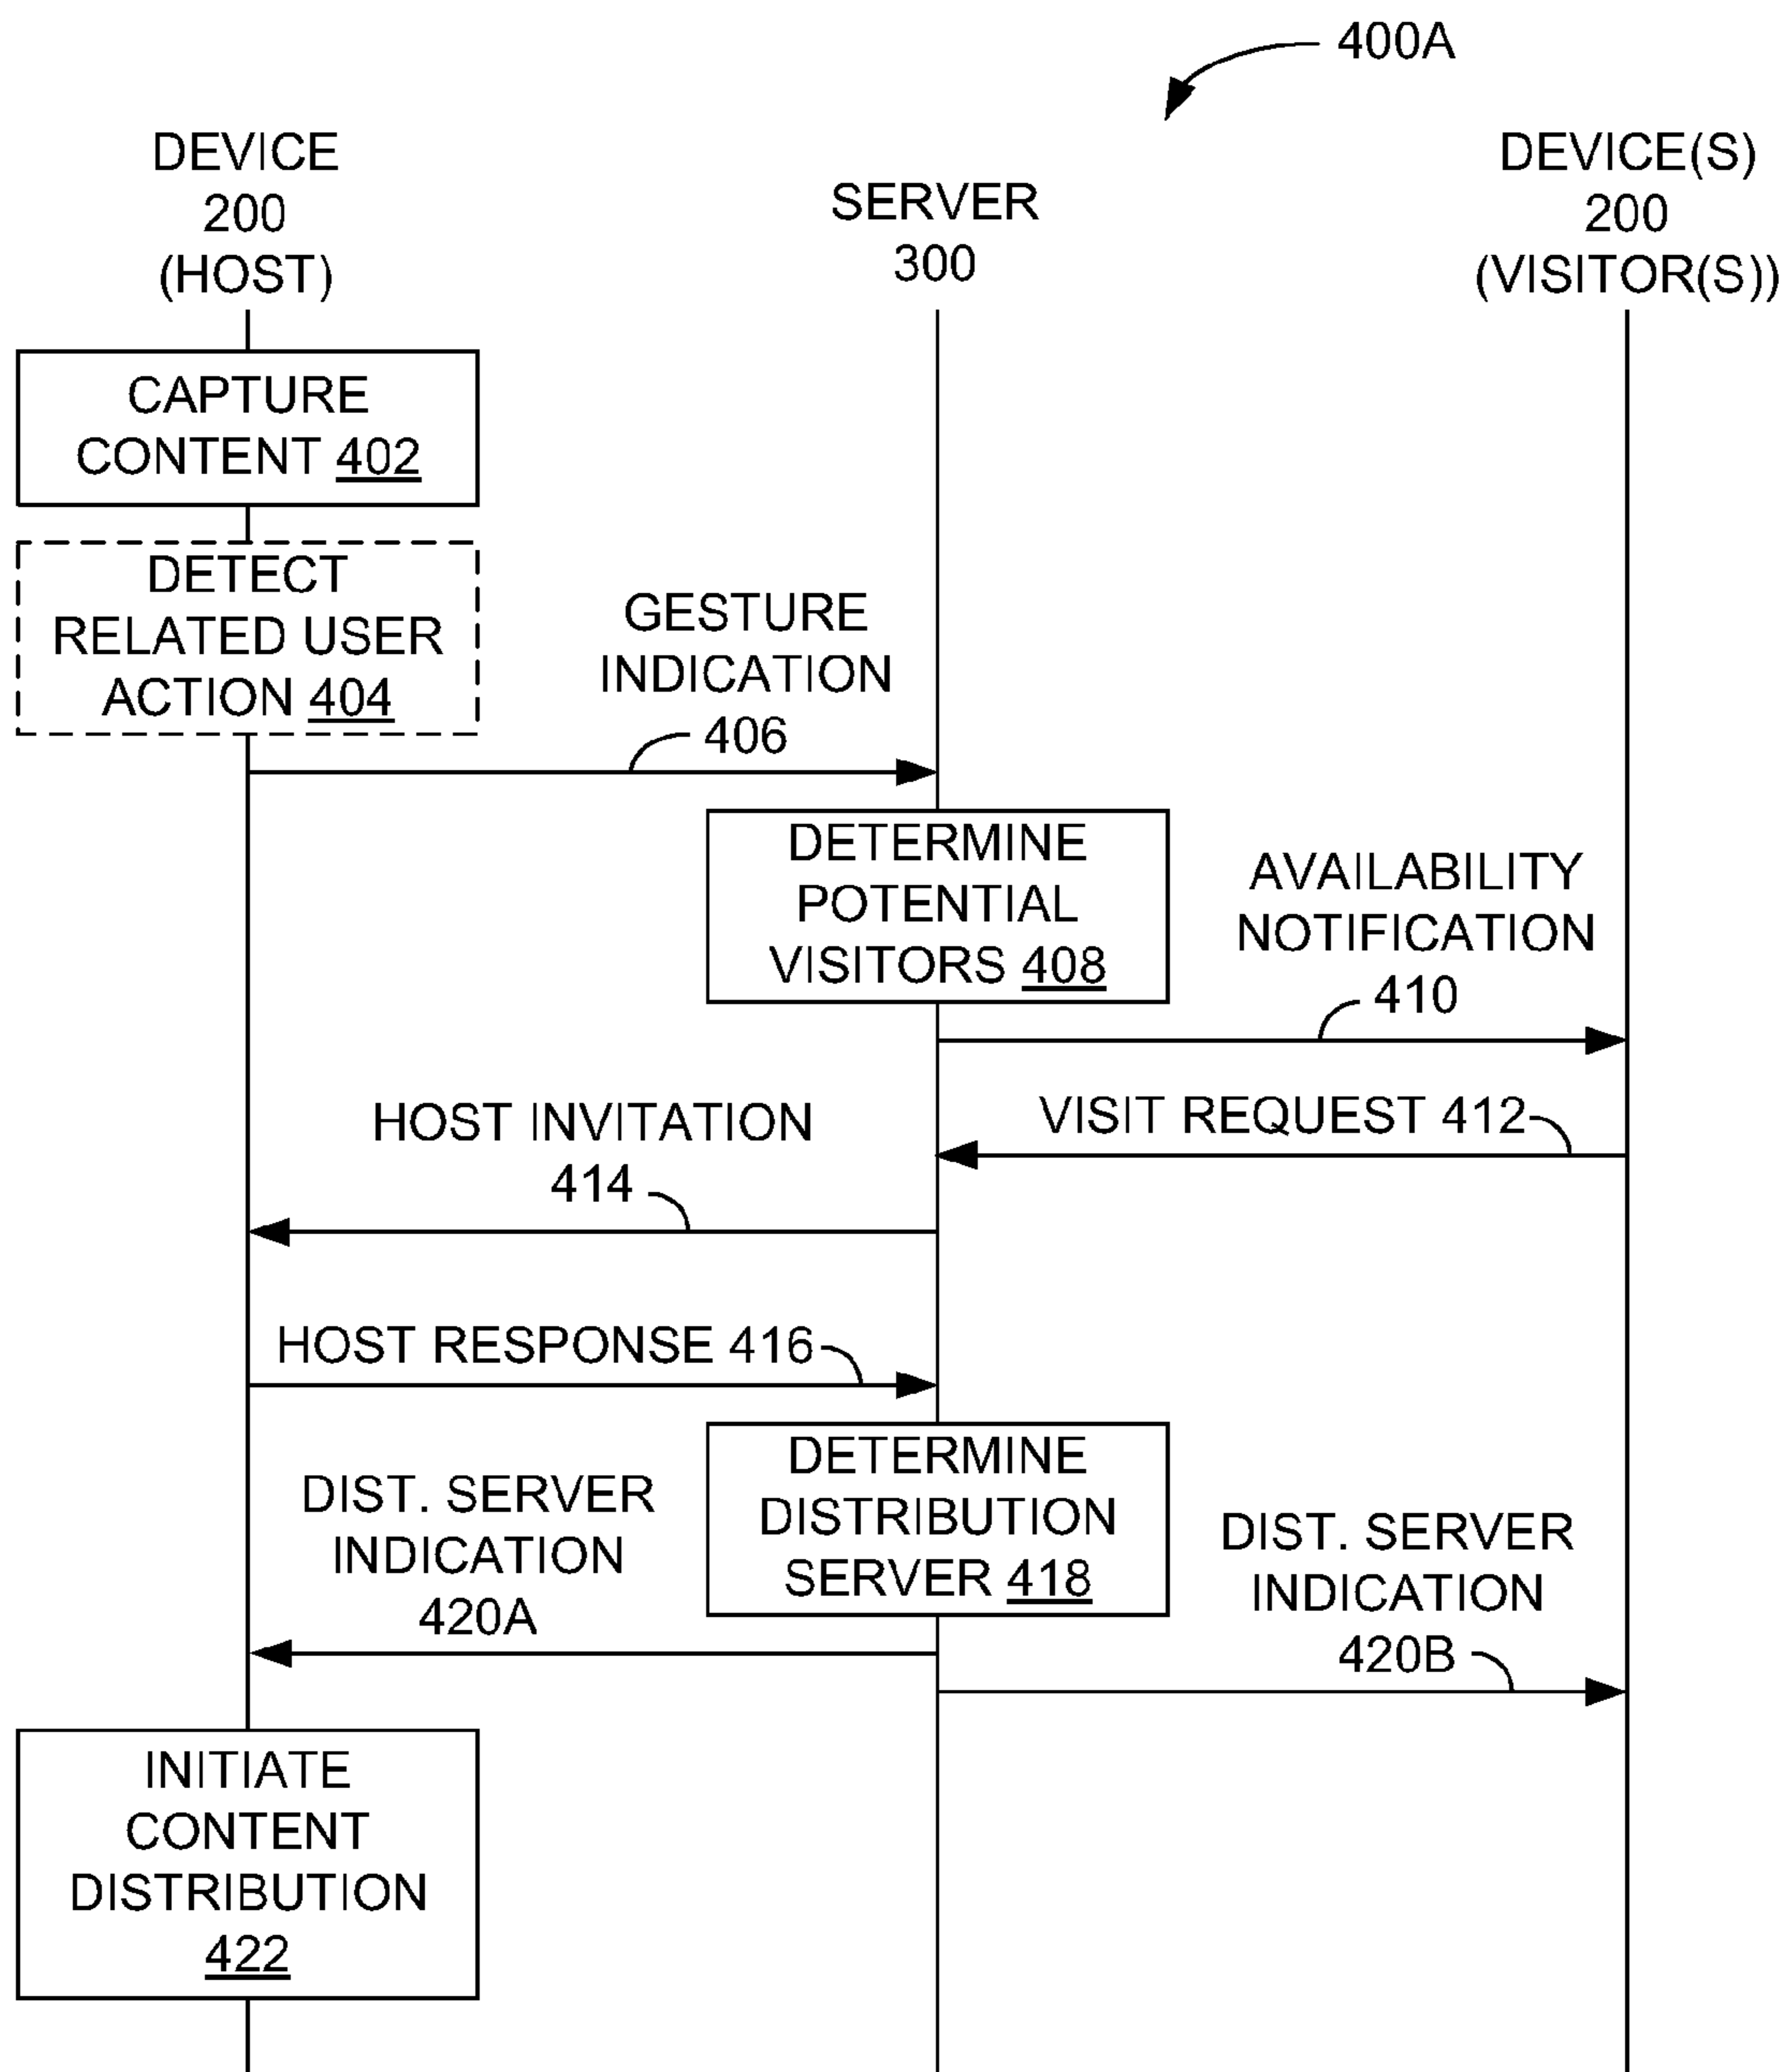 400A
DEVICE
200
(HOST)
SERVER
300
DEVICE(S)
200
(VISITOR(S))
CAPTURE
CONTENT 402
DETECT
RELATED USER
ACTION 404
GESTURE
INDICATION
406
DETERMINE
POTENTIAL
VISITORS 408
AVAILABILITY
NOTIFICATION
410
VISIT REQUEST 412
HOST INVITATION
414
HOST RESPONSE 416
DETERMINE
DISTRIBUTION
SERVER 418
DIST. SERVER
INDICATION
420A
DIST. SERVER
INDICATION
420B
INITIATE
CONTENT
DISTRIBUTION
422